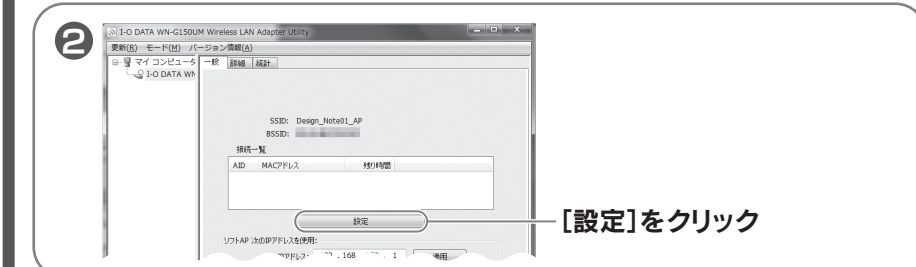 2
I-O DATA WN-G150UM Wireless LAN Adapter Utility
更新(R) モード(M) バージョン情報(A)
マイ コンピュータ
I-O DATA WN
一般 詳細 統計
SSID: Design_Note01_AP
BSSID:
接続一覧
AID MACアドレス 残り時間
設定
[設定]をクリック
ソフトAP 次のIPアドレスを使用:
. 168 . 1